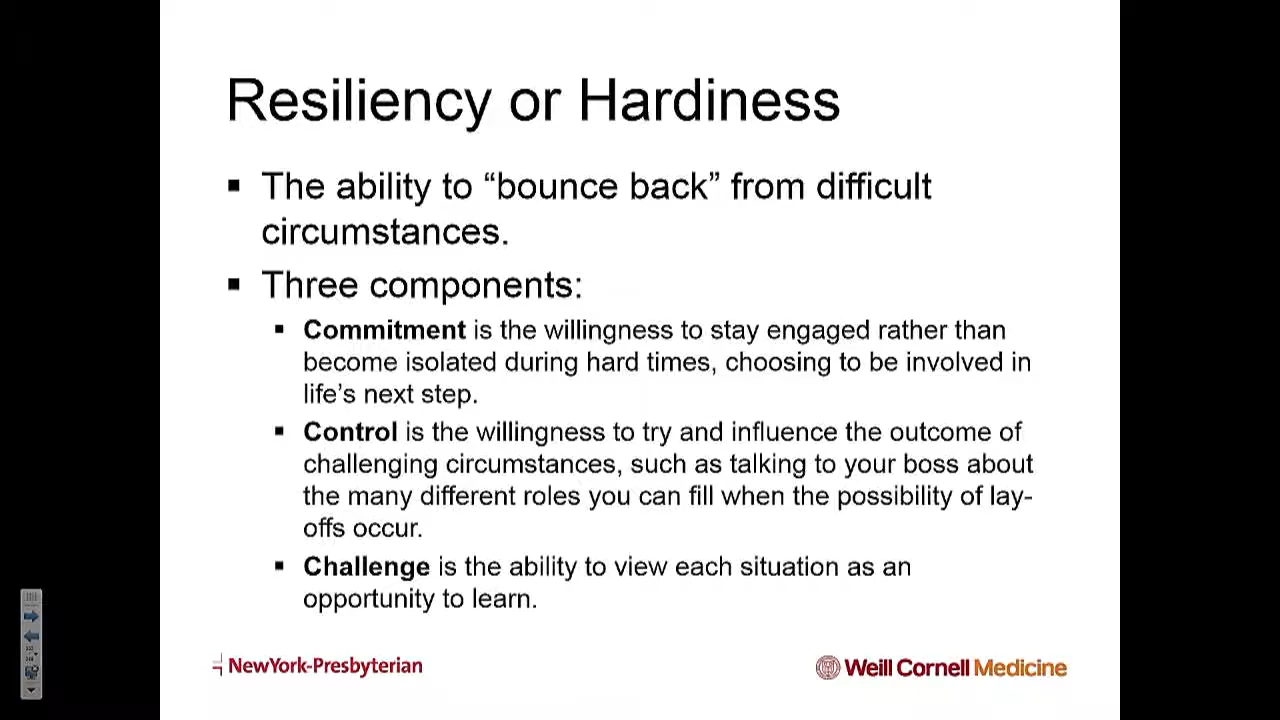 Resiliency or Hardiness
▪ The ability to “bounce back” from difficult
circumstances.
▪ Three components:
▪ Commitment is the willingness to stay engaged rather than
become isolated during hard times, choosing to be involved in
life’s next step.
▪ Control is the willingness to try and influence the outcome of
challenging circumstances, such as talking to your boss about
the many different roles you can fill when the possibility of lay-
offs occur.
▪ Challenge is the ability to view each situation as an
opportunity to learn.
NewYork-Presbyterian
Weill Cornell Medicine